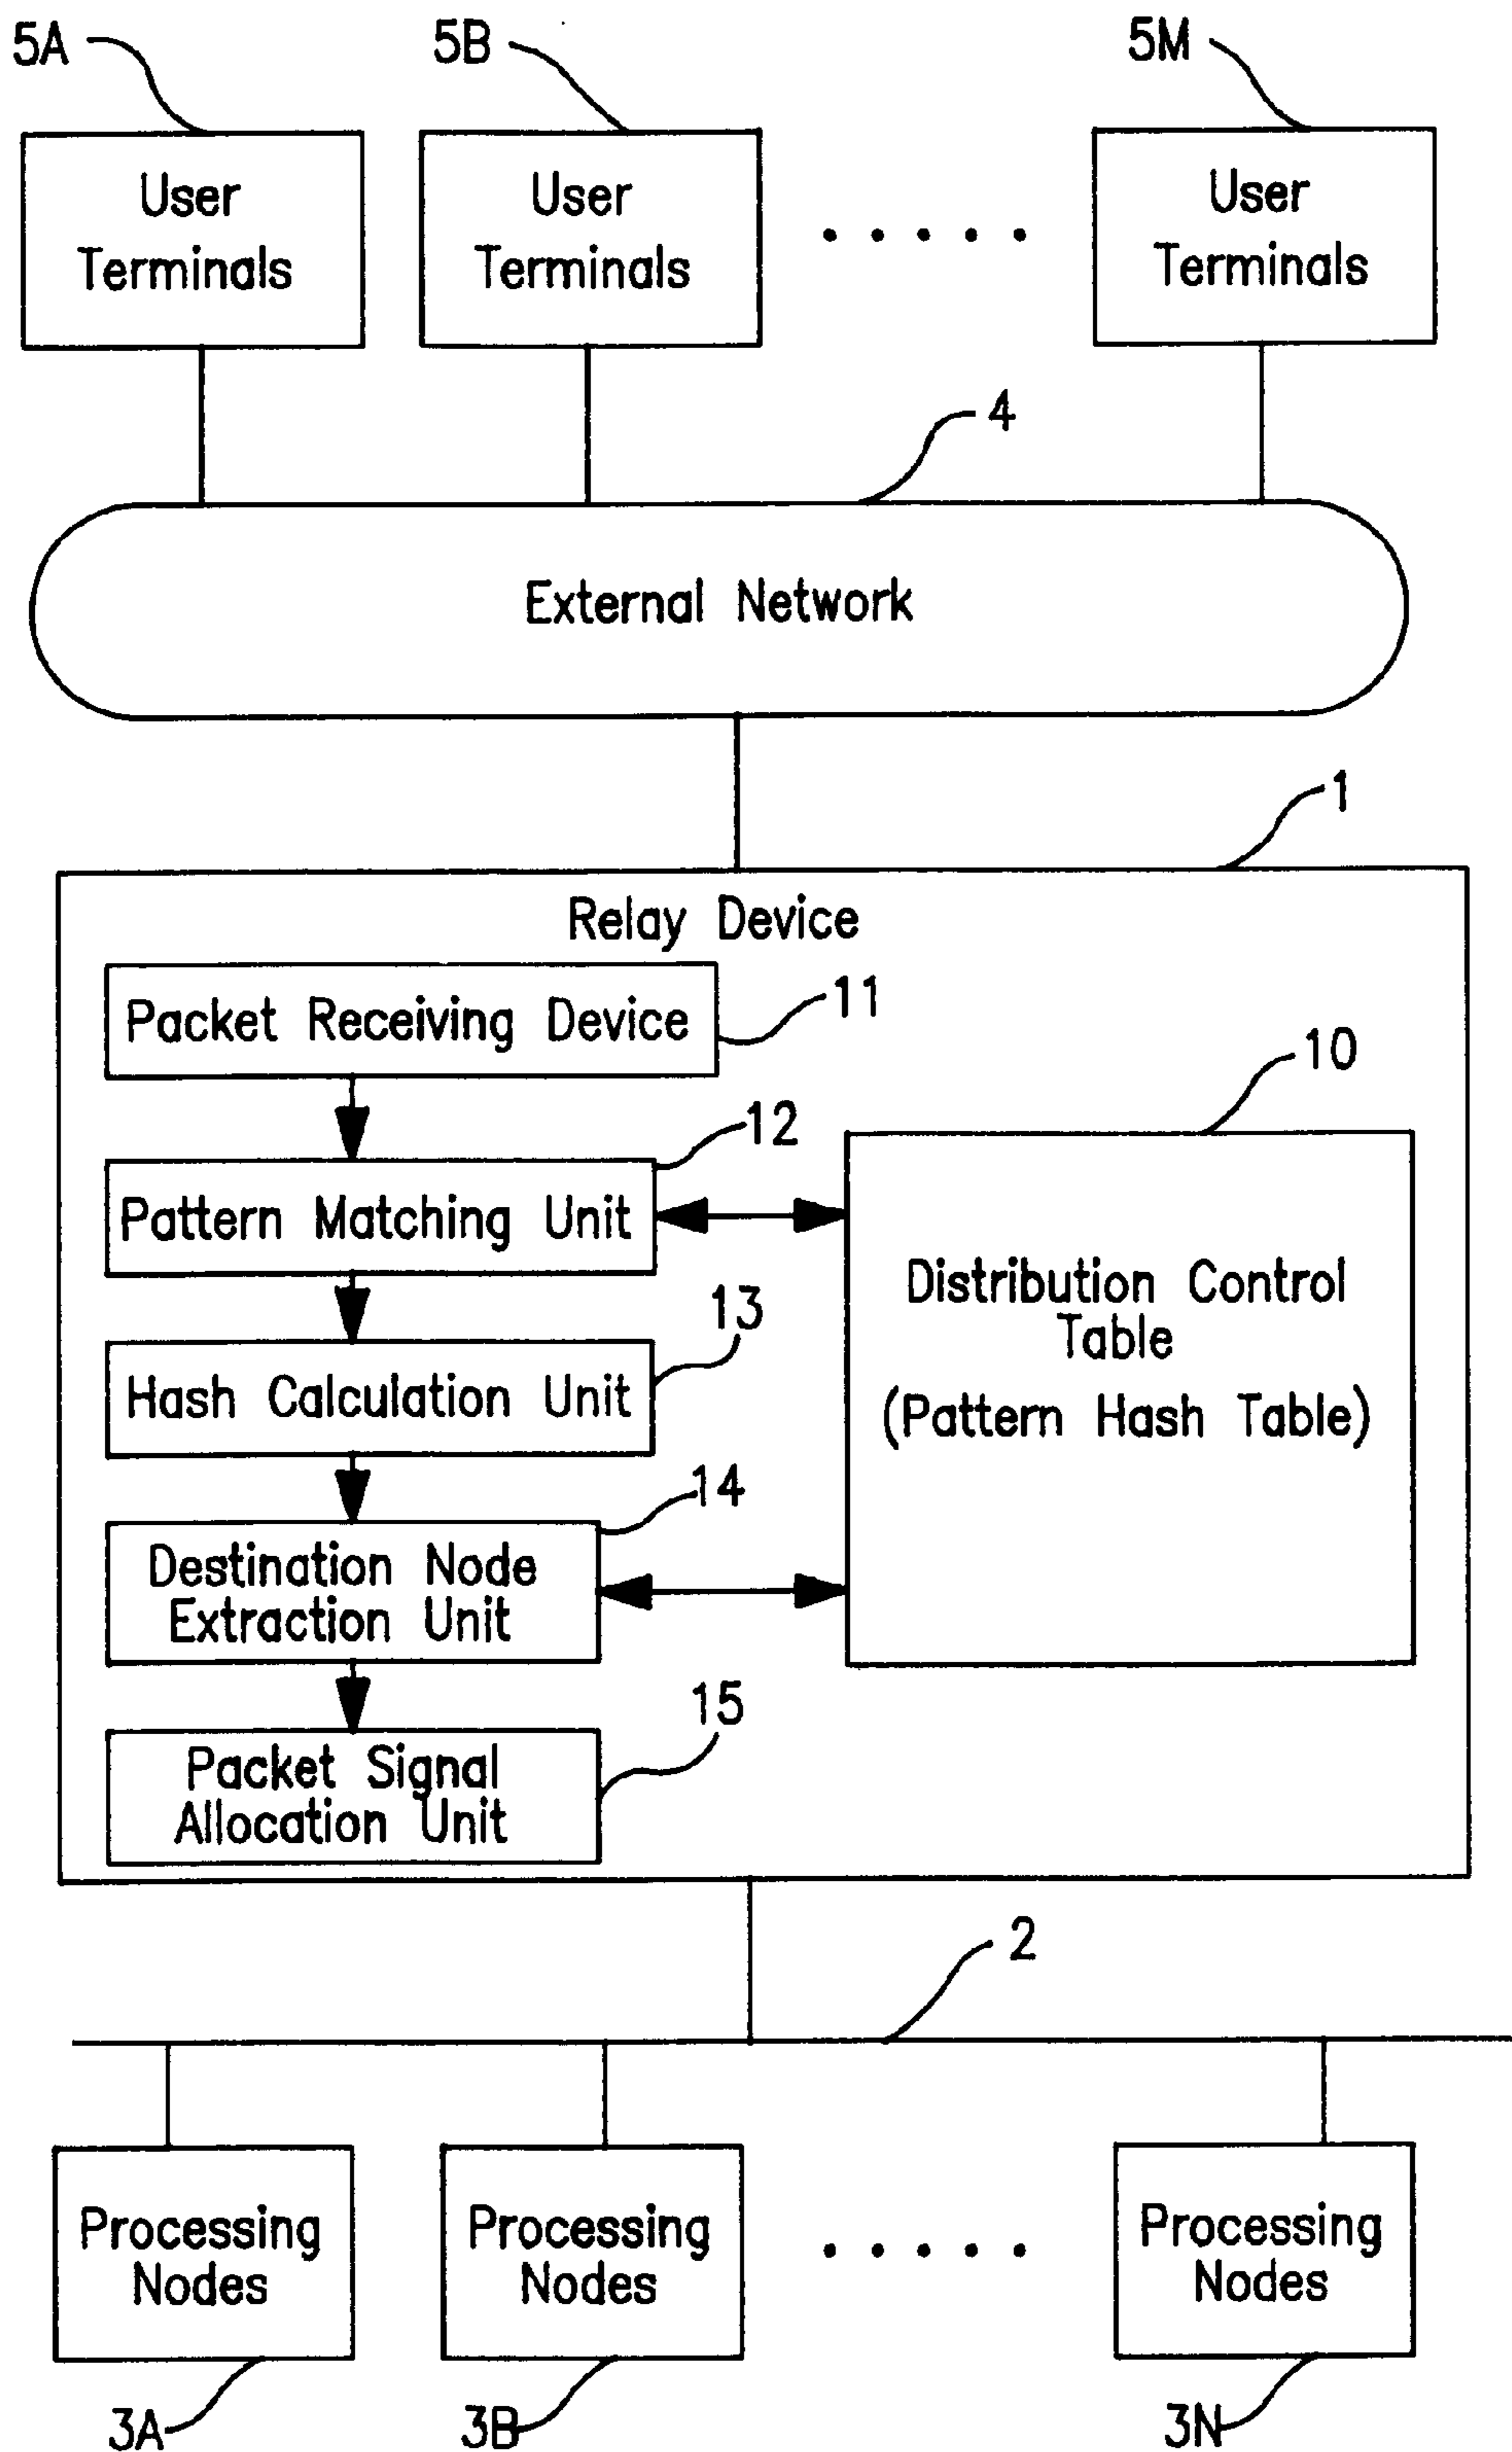 5A
5B
5M
User
Terminals
User
Terminals
User
Terminals
4
External Network
1
Relay Device
Packet Receiving Device
11
10
12
Pattern Matching Unit
Distribution Control
Table
(Pattern Hash Table)
13
Hash Calculation Unit
14
Destination Node
Extraction Unit
15
Packet Signal
Allocation Unit
2
Processing
Nodes
Processing
Nodes
Processing
Nodes
3A
3B
3N